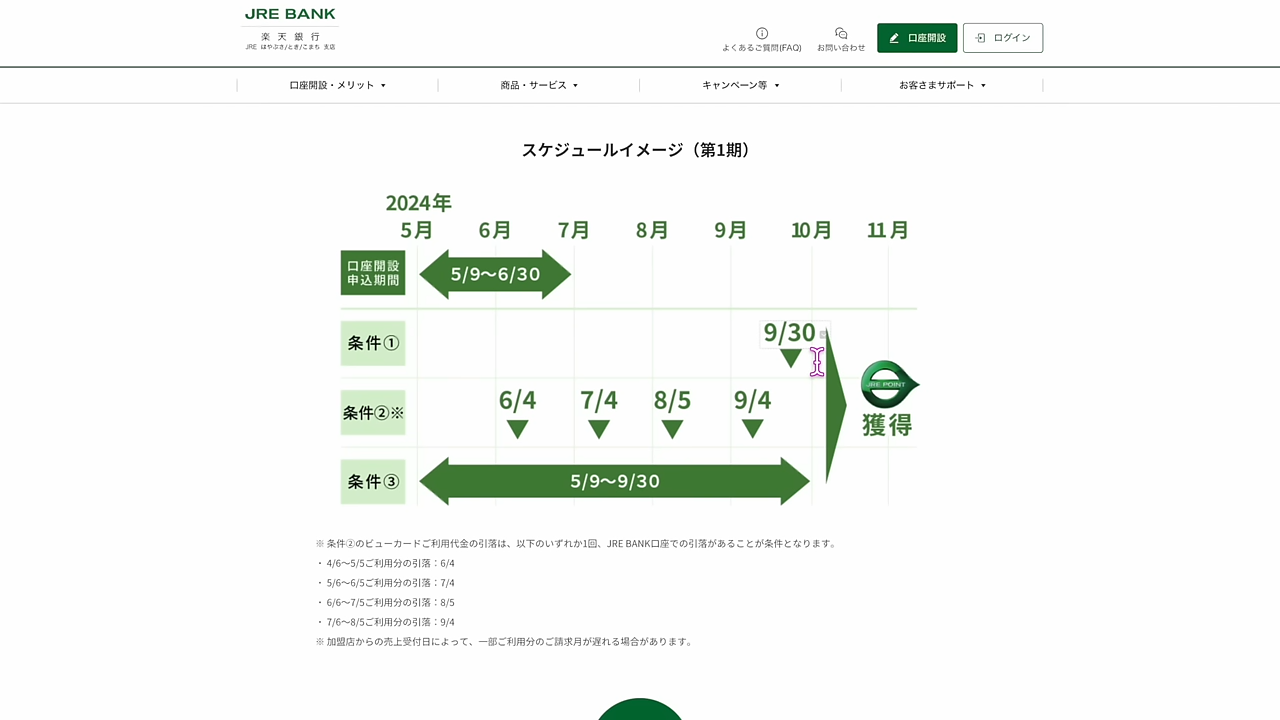 JRE BANK
楽天銀行
JRE はやぶさ/とき/こまち 支店
よくあるご質問(FAQ)
お問い合わせ
口座開設
ログイン
口座開設・メリット
商品・サービス
キャンペーン等
お客さまサポート
スケジュールイメージ（第1期）
2024年
5月 6月 7月 8月 9月 10月 11月
口座開設
申込期間
5/9〜6/30
条件①
9/30
条件②※
6/4 7/4 8/5 9/4
JRE POINT
獲得
条件③
5/9〜9/30
※ 条件②のビューカードご利用代金の引落は、以下のいずれか1回、JRE BANK口座での引落があることが条件となります。
・ 4/6〜5/5ご利用分の引落：6/4
・ 5/6〜6/5ご利用分の引落：7/4
・ 6/6〜7/5ご利用分の引落：8/5
・ 7/6〜8/5ご利用分の引落：9/4
※ 加盟店からの売上受付日によって、一部ご利用分のご請求月が遅れる場合があります。